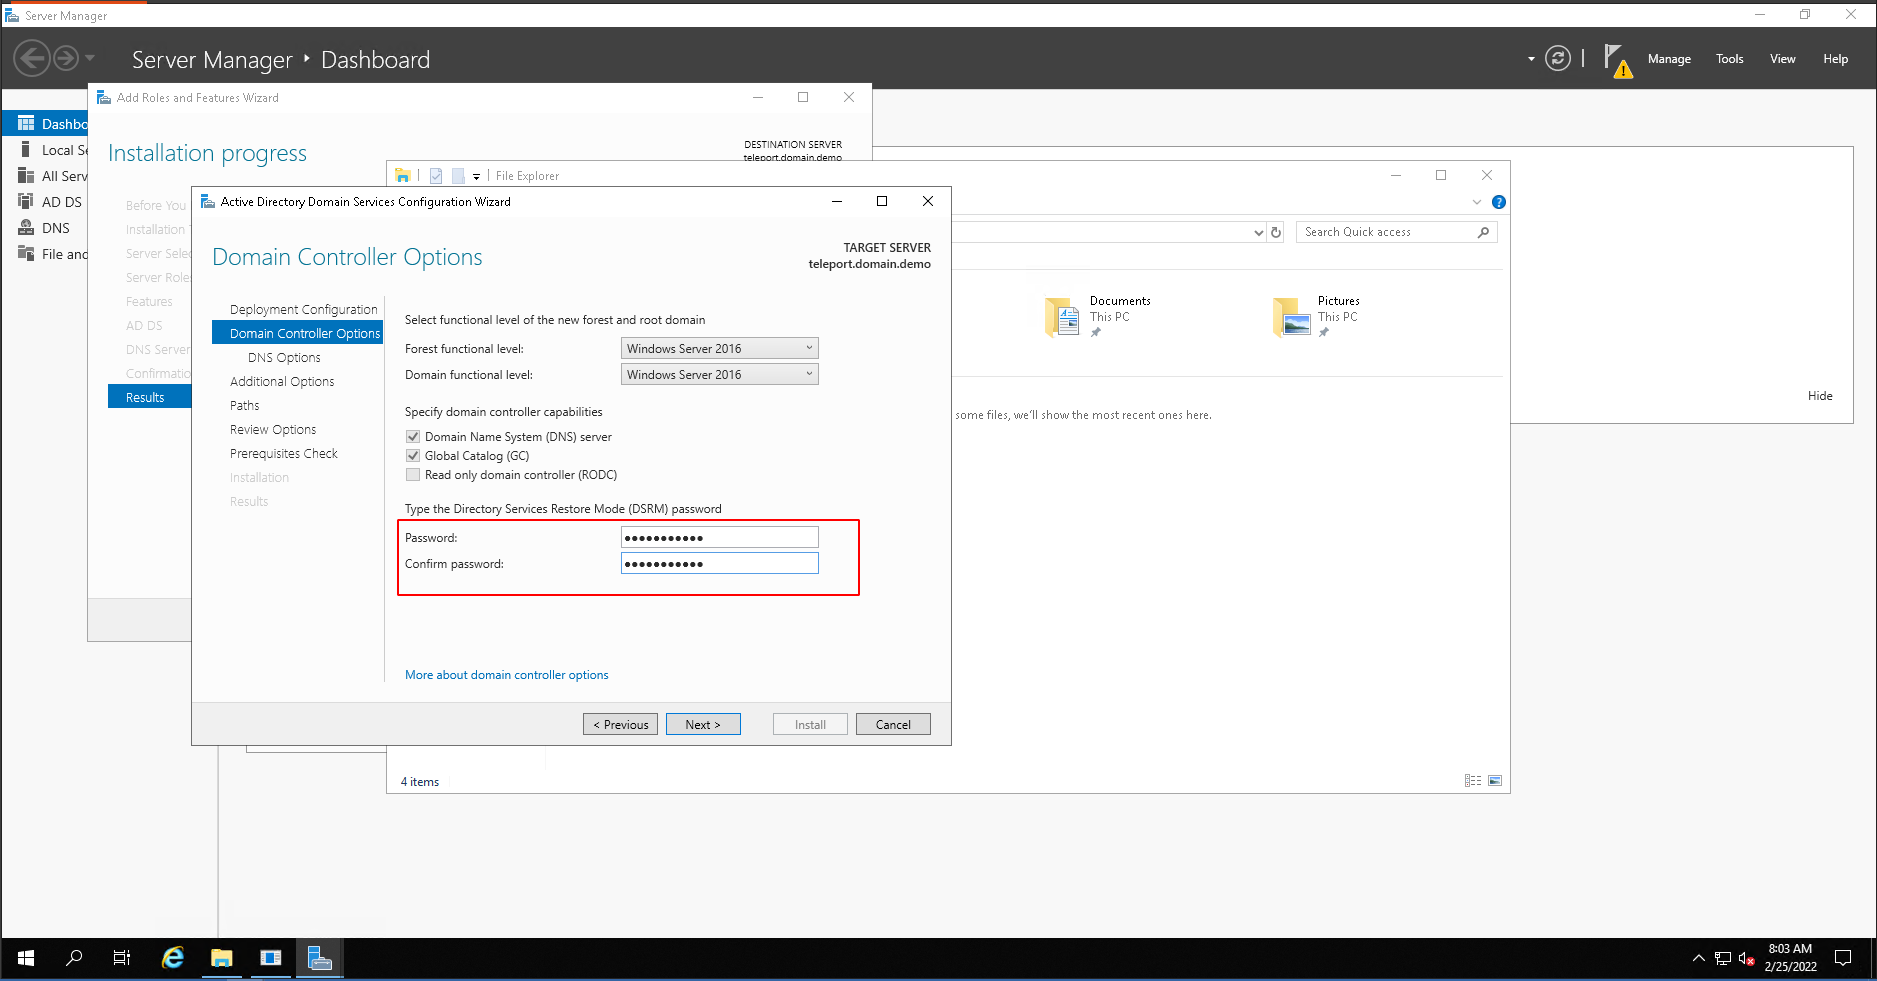 Server Manager
Server Manager ‣ Dashboard
Manage Tools View Help
Add Roles and Features Wizard
Dashbo
Local Se
All Serv
AD DS
DNS
File and
Installation progress
DESTINATION SERVER
teleport.domain.demo
Before You
Installation T
Server Selec
Server Roles
Features
AD DS
DNS Server
Confirmatio
Results
File Explorer
Search Quick access
Documents
This PC
Pictures
This PC
some files, we'll show the most recent ones here.
4 items
Hide
Active Directory Domain Services Configuration Wizard
Domain Controller Options
TARGET SERVER
teleport.domain.demo
Deployment Configuration
Domain Controller Options
DNS Options
Additional Options
Paths
Review Options
Prerequisites Check
Installation
Results
Select functional level of the new forest and root domain
Forest functional level: Windows Server 2016
Domain functional level: Windows Server 2016
Specify domain controller capabilities
Domain Name System (DNS) server
Global Catalog (GC)
Read only domain controller (RODC)
Type the Directory Services Restore Mode (DSRM) password
Password: ●●●●●●●●●●●
Confirm password: ●●●●●●●●●●●
More about domain controller options
< Previous Next > Install Cancel
8:03 AM
2/25/2022